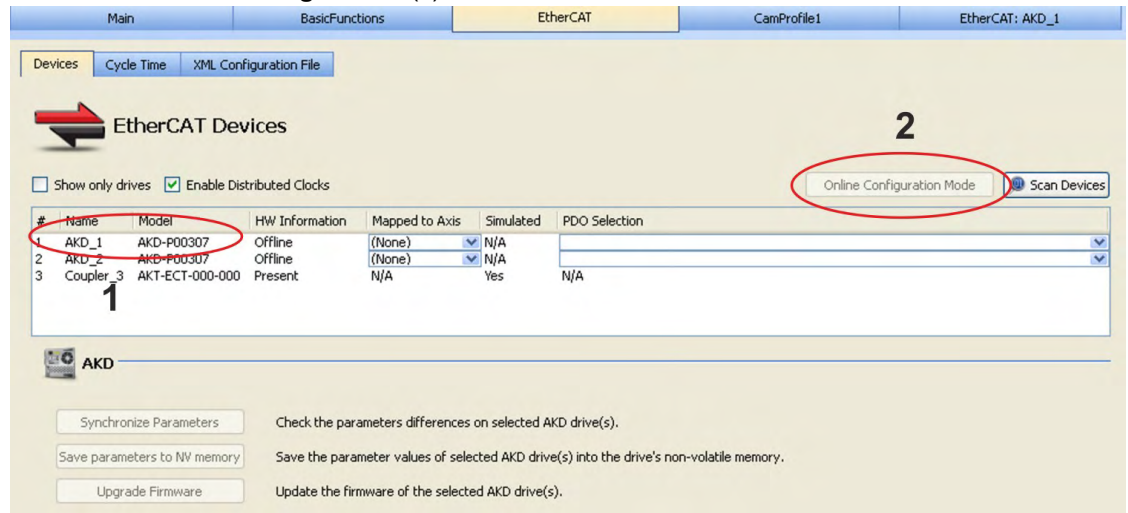 Main BasicFunctions EtherCAT CamProfile1 EtherCAT: AKD_1
Devices Cycle Time XML Configuration File
EtherCAT Devices
2
Show only drives Enable Distributed Clocks Online Configuration Mode Scan Devices
# Name Model HW Information Mapped to Axis Simulated PDO Selection
1 AKD_1 AKD-P00307 Offline (None) N/A
2 AKD_2 AKD-P00307 Offline (None) N/A
3 Coupler_3 AKT-ECT-000-000 Present N/A Yes N/A
1
AKD
Synchronize Parameters Check the parameters differences on selected AKD drive(s).
Save parameters to NV memory Save the parameter values of selected AKD drive(s) into the drive's non-volatile memory.
Upgrade Firmware Update the firmware of the selected AKD drive(s).